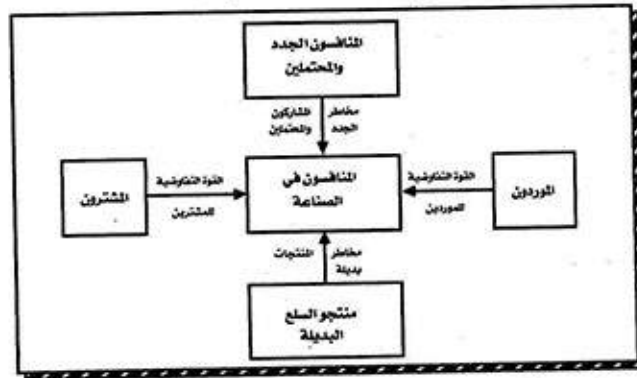 المنافسون الجدد
والمحتملين
مخاطر المشاركون
الجدد والمحتملين
المنافسون في
الصناعة
الموردون
القوة التفاوضية
للموردين
المشترون
القوة التفاوضية
للمشترين
مخاطر المنتجات
بديلة
منتجو السلع
البديلة